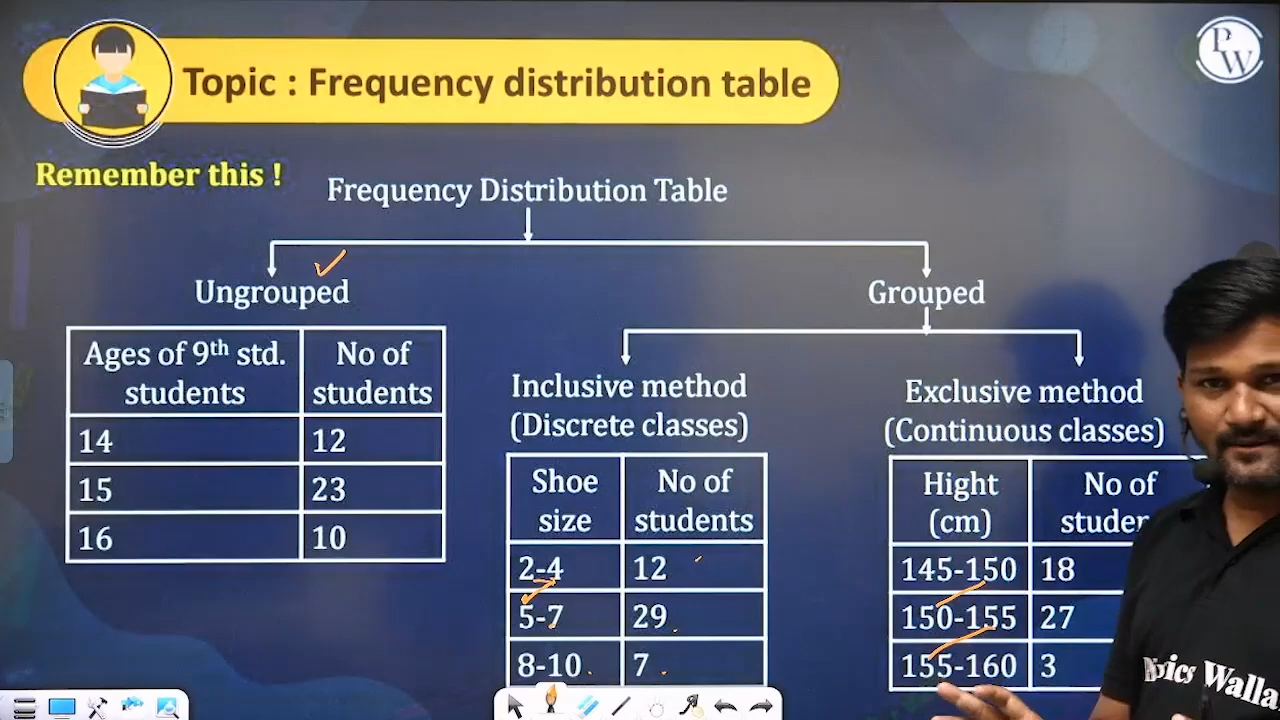 Topic : Frequency distribution table
PW
Remember this !
Frequency Distribution Table
Ungrouped
Grouped
Ages of 9th std. students
No of students
14 12
15 23
16 10
Inclusive method
(Discrete classes)
Shoe size
No of students
2-4 12
5-7 29
8-10 7
Exclusive method
(Continuous classes)
Hight (cm)
No of studen
145-150 18
150-155 27
155-160 3
Walla